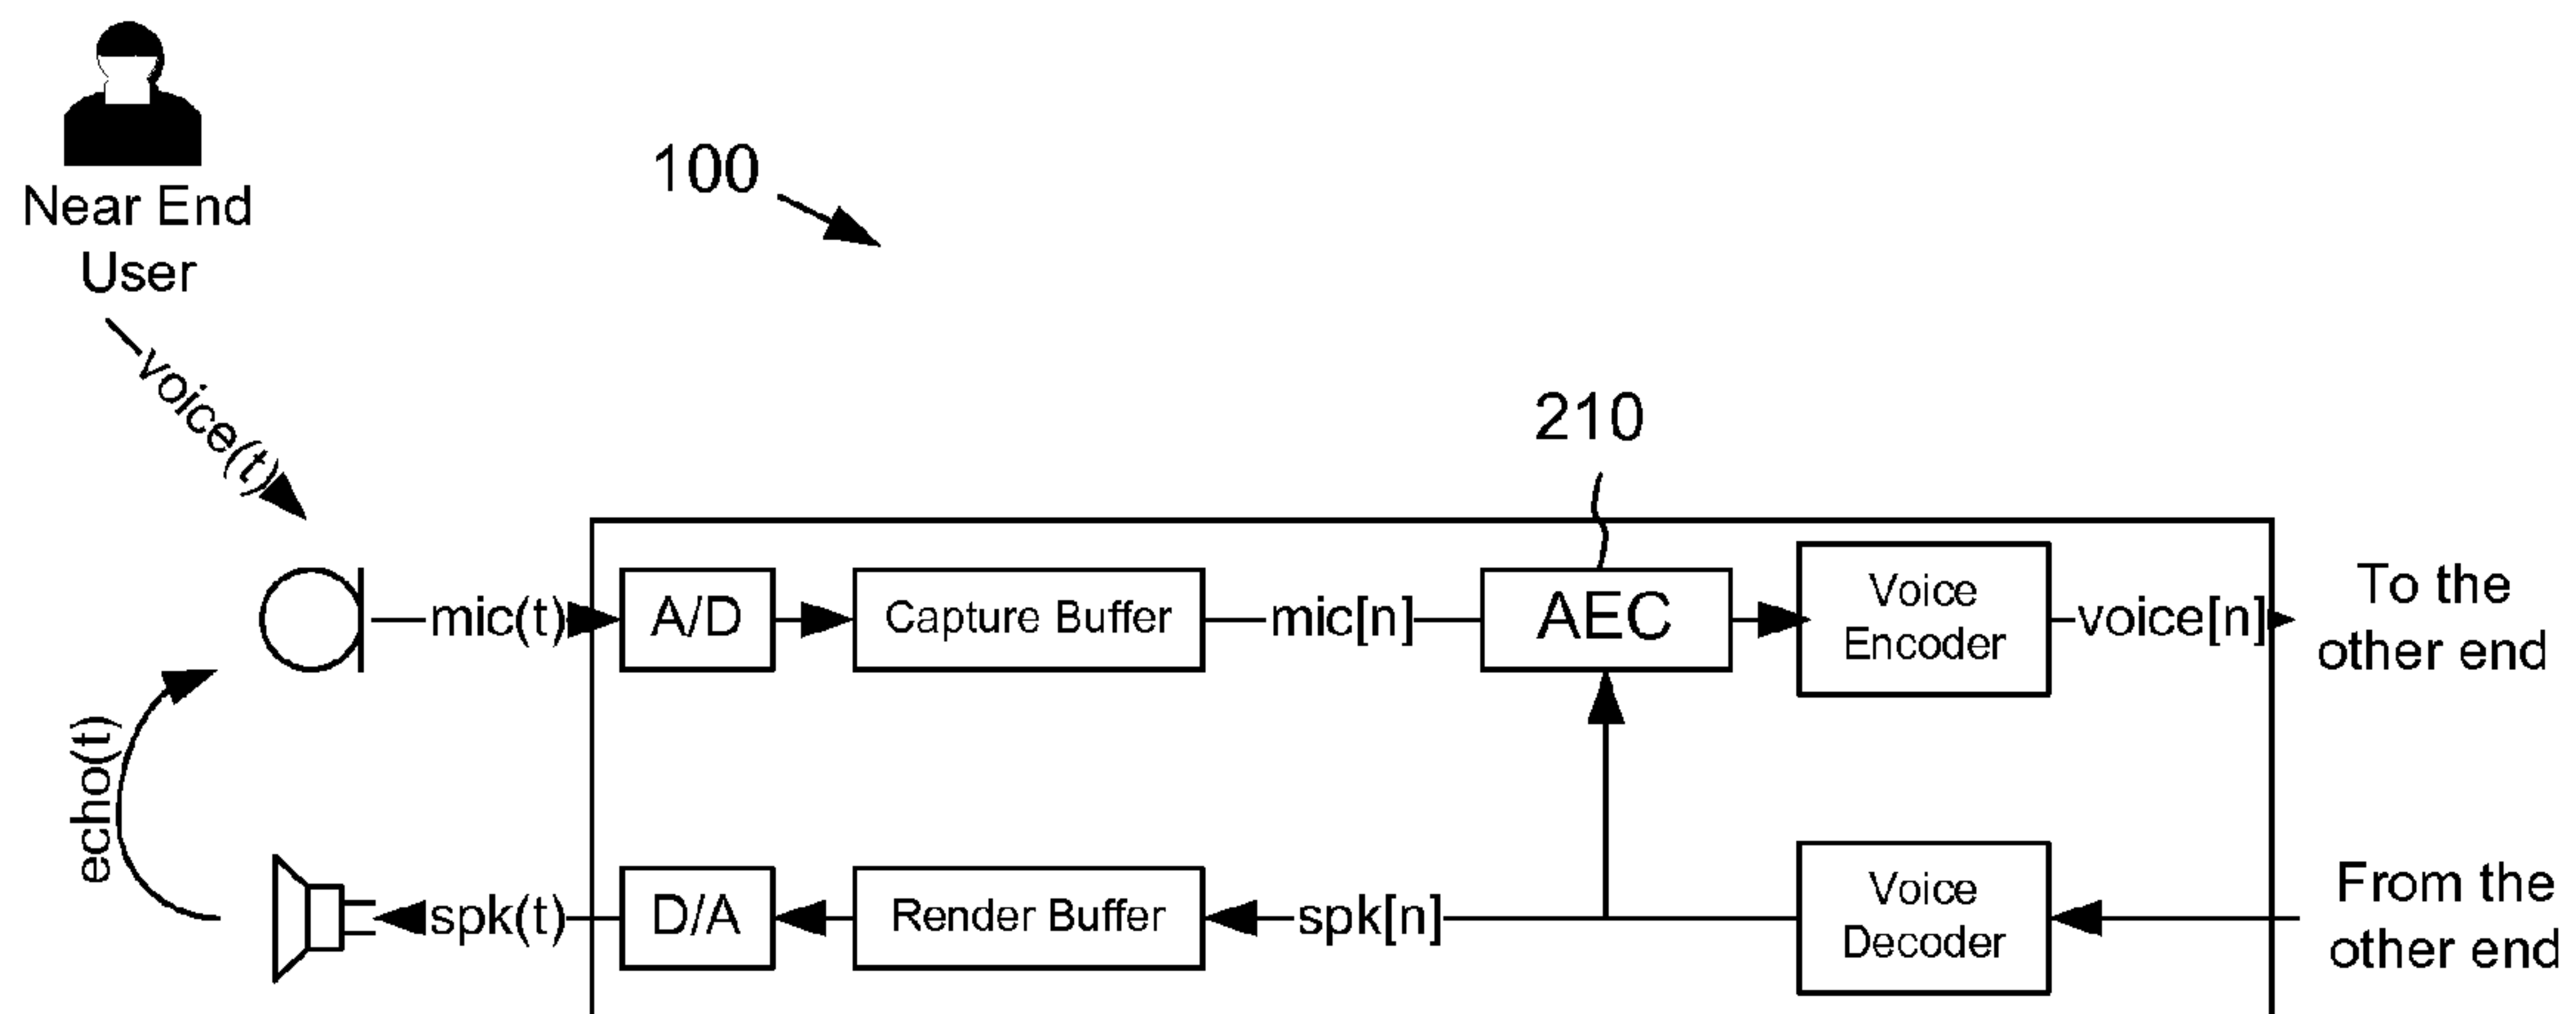 Near End
User
100
voice(t)
210
mic(t)
A/D
Capture Buffer
mic[n]
AEC
Voice
Encoder
voice[n]
To the
other end
echo(t)
spk(t)
D/A
Render Buffer
spk[n]
Voice
Decoder
From the
other end